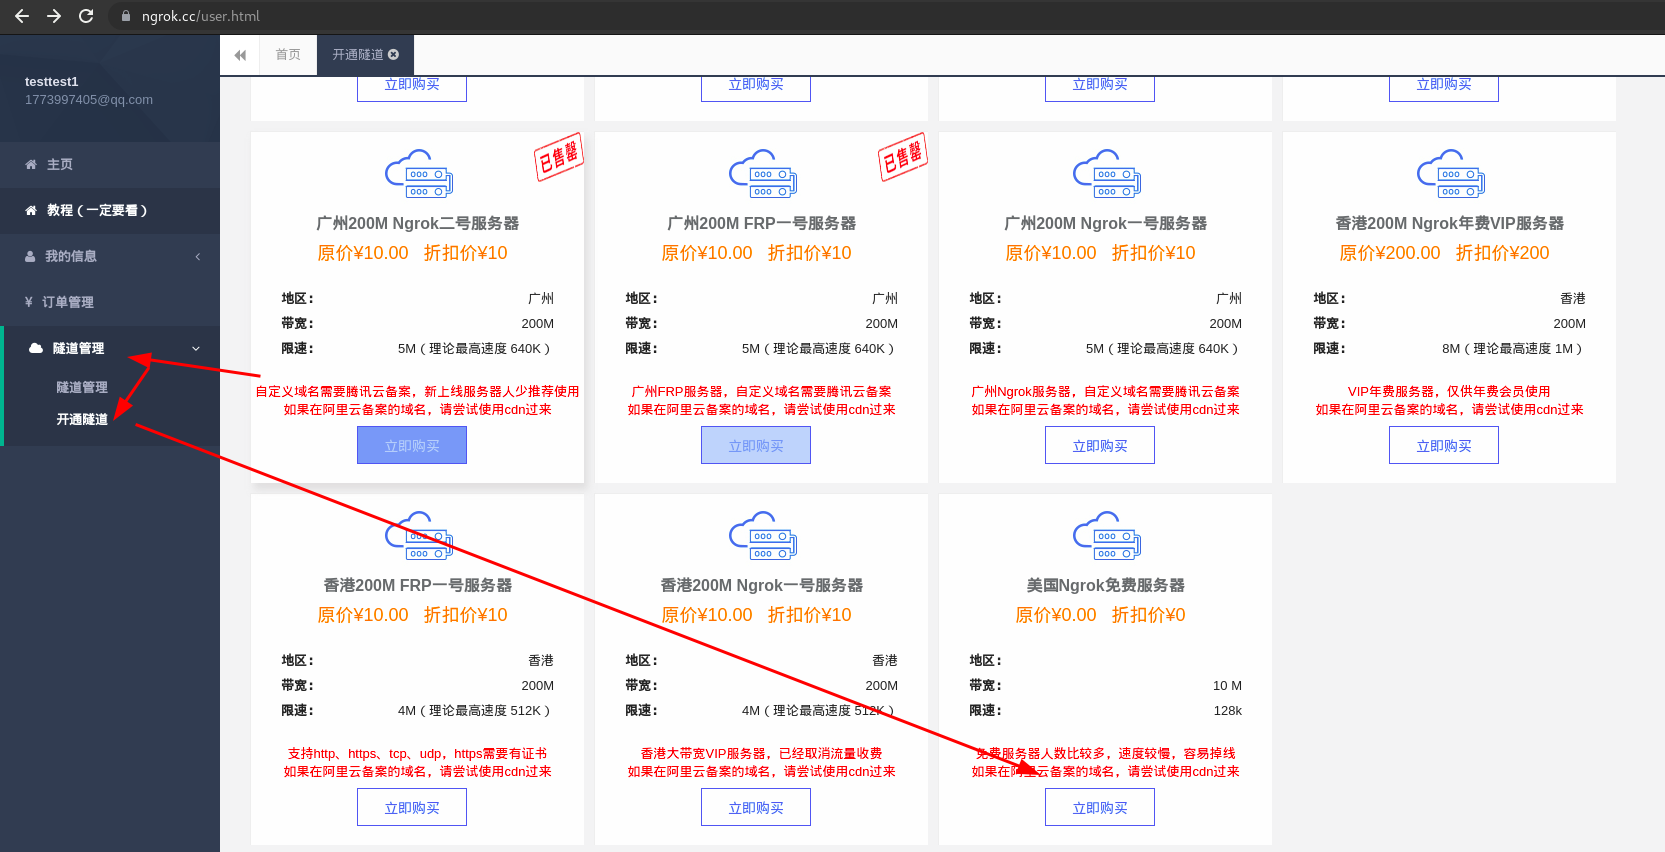 ngrok.cc/user.html
testtest1
1773997405@qq.com
主页
教程（一定要看）
我的信息
¥ 订单管理
隧道管理
隧道管理
开通隧道
首页
开通隧道
立即购买
立即购买
立即购买
立即购买
已售罄
广州200M Ngrok二号服务器
原价¥10.00 折扣价¥10
地区： 广州
带宽： 200M
限速： 5M（理论最高速度 640K）
自定义域名需要腾讯云备案，新上线服务器人少推荐使用
如果在阿里云备案的域名，请尝试使用cdn过来
立即购买
已售罄
广州200M FRP一号服务器
原价¥10.00 折扣价¥10
地区： 广州
带宽： 200M
限速： 5M（理论最高速度 640K）
广州FRP服务器，自定义域名需要腾讯云备案
如果在阿里云备案的域名，请尝试使用cdn过来
立即购买
广州200M Ngrok一号服务器
原价¥10.00 折扣价¥10
地区： 广州
带宽： 200M
限速： 5M（理论最高速度 640K）
广州Ngrok服务器，自定义域名需要腾讯云备案
如果在阿里云备案的域名，请尝试使用cdn过来
立即购买
香港200M Ngrok年费VIP服务器
原价¥200.00 折扣价¥200
地区： 香港
带宽： 200M
限速： 8M（理论最高速度 1M）
VIP年费服务器，仅供年费会员使用
如果在阿里云备案的域名，请尝试使用cdn过来
立即购买
香港200M FRP一号服务器
原价¥10.00 折扣价¥10
地区： 香港
带宽： 200M
限速： 4M（理论最高速度 512K）
支持http、https、tcp、udp，https需要有证书
如果在阿里云备案的域名，请尝试使用cdn过来
立即购买
香港200M Ngrok一号服务器
原价¥10.00 折扣价¥10
地区： 香港
带宽： 200M
限速： 4M（理论最高速度 512K）
香港大带宽VIP服务器，已经取消流量收费
如果在阿里云备案的域名，请尝试使用cdn过来
立即购买
美国Ngrok免费服务器
原价¥0.00 折扣价¥0
地区：
带宽： 10 M
限速： 128k
免费服务器人数比较多，速度较慢，容易掉线
如果在阿里云备案的域名，请尝试使用cdn过来
立即购买